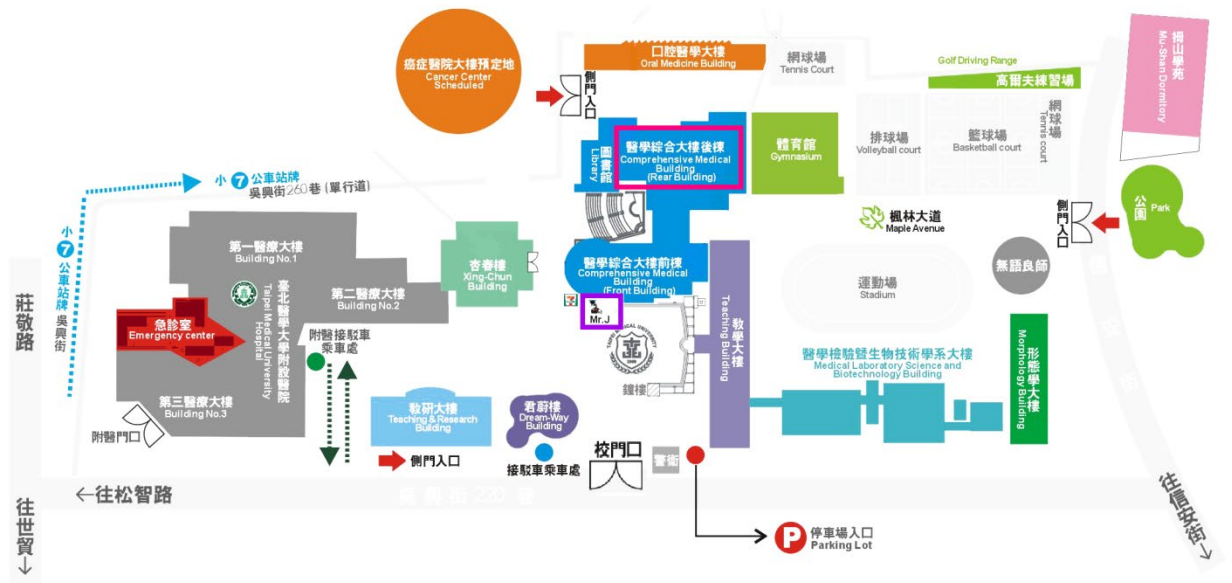 癌症醫院大樓預定地
Cancer Center
Scheduled
側門入口
口腔醫學大樓
Oral Medicine Building
網球場
Tennis Court
Golf Driving Range
高爾夫練習場
拇山學苑
Mu-Shan Dormitory
圖書館
Library
醫學綜合大樓後棟
Comprehensive Medical
Building
(Rear Building)
體育館
Gymnasium
排球場
Volleyball court
籃球場
Basketball court
網球場
Tennis court
小 7 公車站牌
吳興街260巷 (單行道)
小 7 公車站牌 吳興街
楓林大道
Maple Avenue
側門入口
公園 Park
第一醫療大樓
Building No.1
第二醫療大樓
Building No.2
杏春樓
Xing-Chun
Building
醫學綜合大樓前棟
Comprehensive Medical
Building
(Front Building)
無語良師
運動場
Stadium
莊敬路
急診室
Emergency center
臺北醫學大學附設醫院
Taipei Medical University
Hospital
7
Mr.J
TAIPEI MEDICAL UNIVERSITY
1960
教學大樓
Teaching Building
附醫接駁車
乘車處
醫學檢驗暨生物技術學系大樓
Medical Laboratory Science and
Biotechnology Building
形態學大樓
Morphology Building
鐘樓
第三醫療大樓
Building No.3
附醫門口
教研大樓
Teaching & Research
Building
君蔚樓
Dream-Way
Building
側門入口
接駁車乘車處
校門口
警衛
←往松智路
吳興街 220 巷
往世貿→
往信安街→
P 停車場入口
Parking Lot